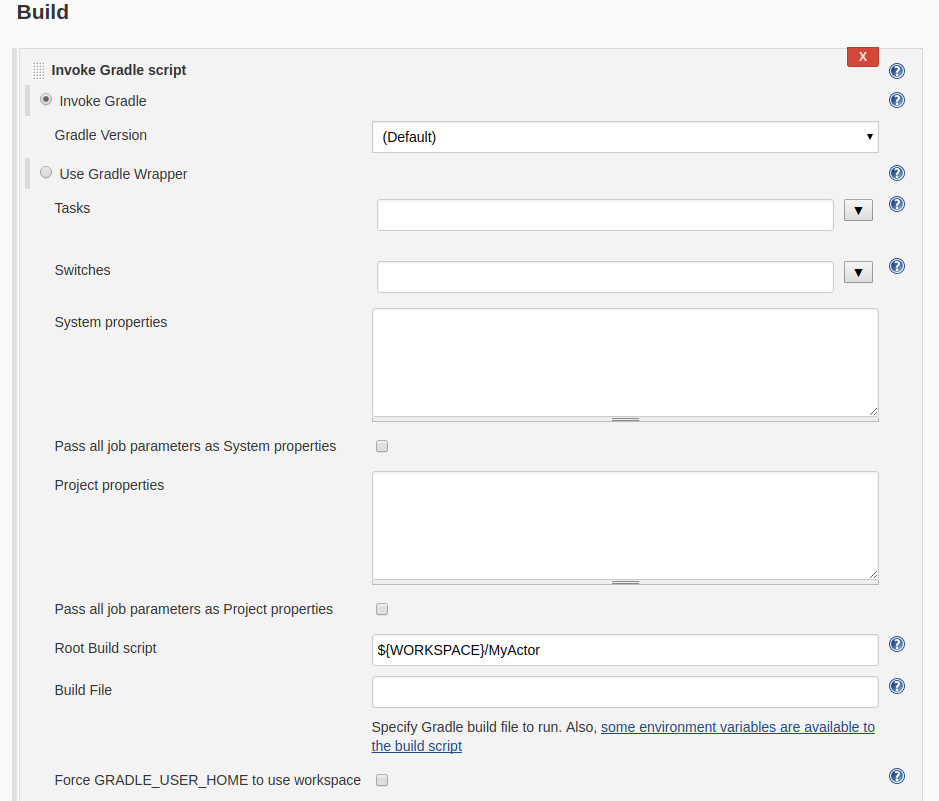 Build
X
Invoke Gradle script
?
Invoke Gradle
?
Gradle Version
(Default)
Use Gradle Wrapper
?
Tasks
?
Switches
?
System properties
Pass all job parameters as System properties
Project properties
Pass all job parameters as Project properties
Root Build script
${WORKSPACE}/MyActor
?
Build File
?
Specify Gradle build file to run. Also, some environment variables are available to
the build script
Force GRADLE_USER_HOME to use workspace
?